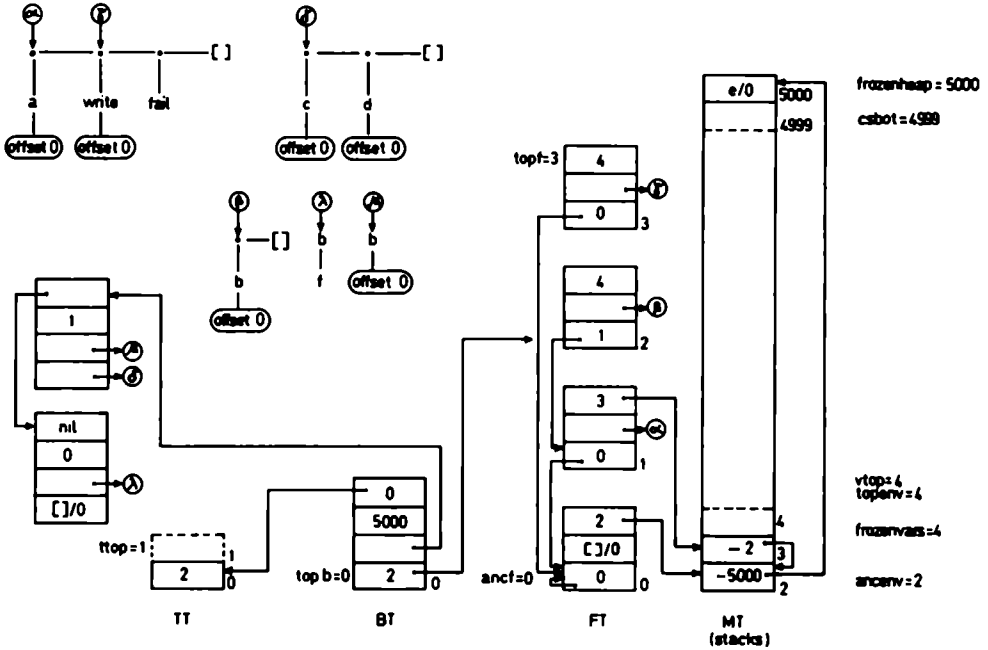 α γ δ
[ ] [ ]
a write fail c d
offset 0 offset 0 offset 0 offset 0
e/0
5000
frozenheap = 5000
4999
csbot = 4999
topf=3
4
γ
0
3
β λ μ
[ ] b b
b f offset 0
offset 0
4
β
1
2
1
μ
δ
3
α
0
1
nil
0
λ
[ ]/0
0
5000
2
0
topb=0
ttop=1
1
2
0
2
[ ]/0
0
0
ancf=0
4
-2
3
-5000
2
vtop=4
topenv=4
frozenvars=4
ancenv=2
TT BT FT MT
(stacks)